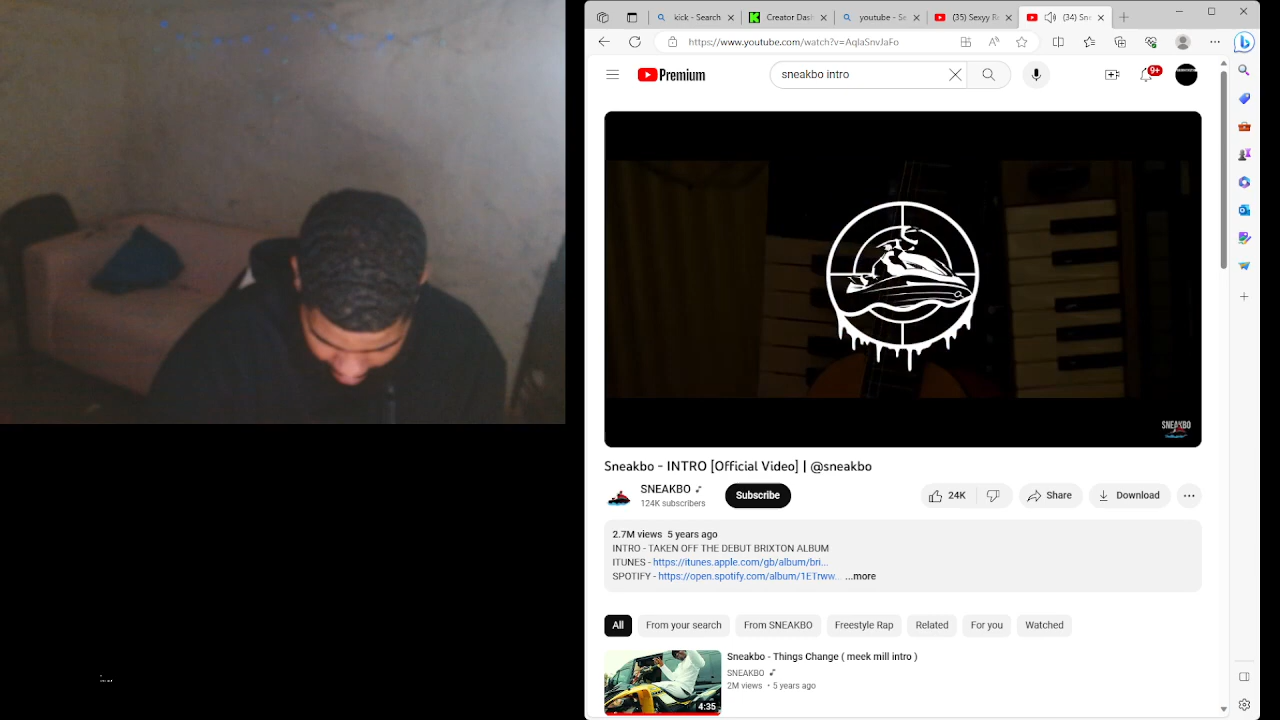 kick - Search
Creator Dash
youtube - Se
(35) Sexyy R
(34) Sne
https://www.youtube.com/watch?v=AqIaSnvJaFo
Premium
sneakbo intro
9+
SNEAKBO
Sneakbo - INTRO [Official Video] | @sneakbo
SNEAKBO
124K subscribers
Subscribe
24K
Share
Download
2.7M views 5 years ago
INTRO - TAKEN OFF THE DEBUT BRIXTON ALBUM
ITUNES - https://itunes.apple.com/gb/album/bri...
SPOTIFY - https://open.spotify.com/album/1ETrww... ...more
All
From your search
From SNEAKBO
Freestyle Rap
Related
For you
Watched
Sneakbo - Things Change ( meek mill intro )
SNEAKBO
2M views • 5 years ago
4:35